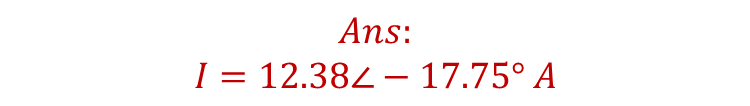 Ans:
I = 12.38∠ − 17.75° A